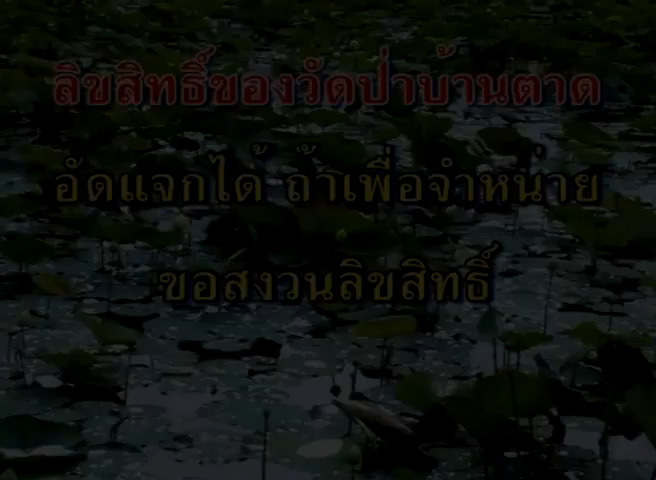 ลิขสิทธิ์ของวัดป่าบ้านตาด
อัดแจกได้ ถ้าเพื่อจำหน่าย
ขอสงวนลิขสิทธิ์